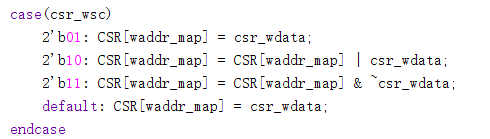 case(csr_wsc)
2'b01: CSR[waddr_map] = csr_wdata;
2'b10: CSR[waddr_map] = CSR[waddr_map] | csr_wdata;
2'b11: CSR[waddr_map] = CSR[waddr_map] & ~csr_wdata;
default: CSR[waddr_map] = csr_wdata;
endcase